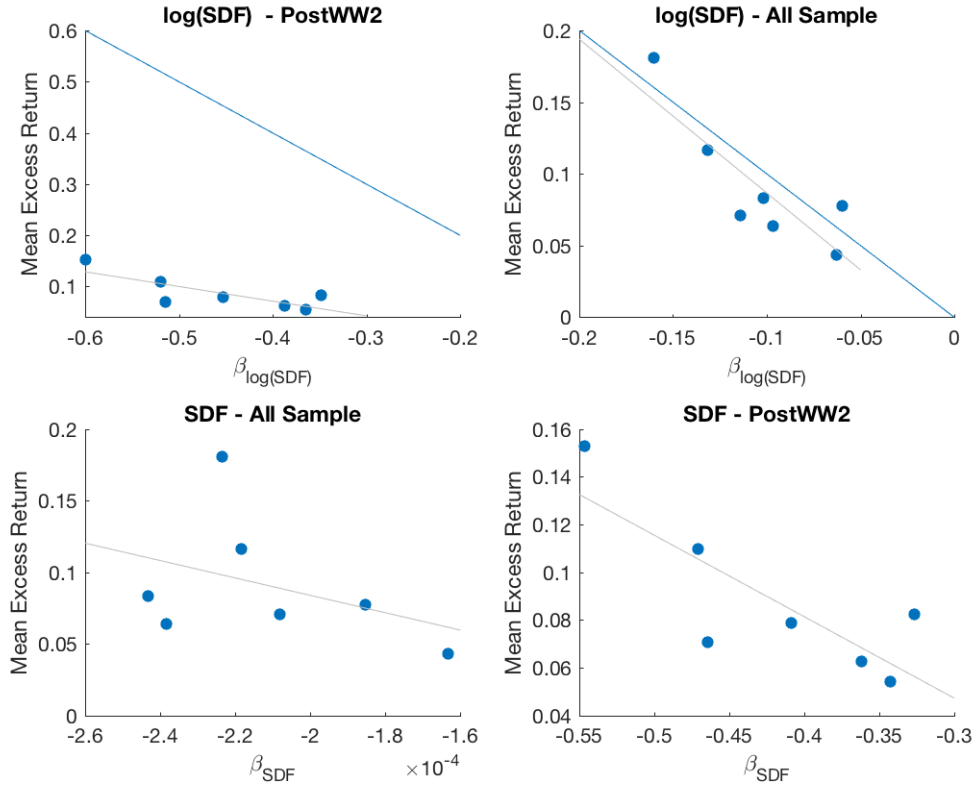 log(SDF) - PostWW2
0.6
0.5
0.4
0.3
0.2
0.1
Mean Excess Return
-0.6 -0.5 -0.4 -0.3 -0.2
βlog(SDF)
log(SDF) - All Sample
0.2
0.15
0.1
0.05
0
Mean Excess Return
-0.2 -0.15 -0.1 -0.05 0
βlog(SDF)
SDF - All Sample
0.2
0.15
0.1
0.05
0
Mean Excess Return
-2.6 -2.4 -2.2 -2 -1.8 -1.6
βSDF ×10-4
SDF - PostWW2
0.16
0.14
0.12
0.1
0.08
0.06
0.04
Mean Excess Return
-0.55 -0.5 -0.45 -0.4 -0.35 -0.3
βSDF